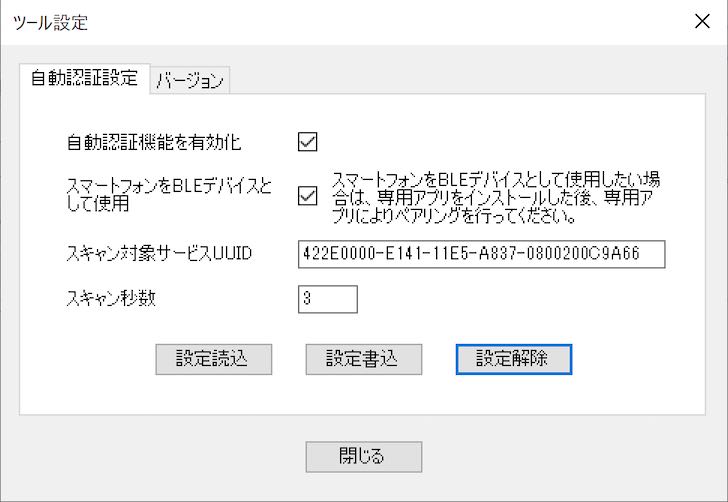 ツール設定
自動認証設定
バージョン
自動認証機能を有効化
スマートフォンをBLEデバイスと
して使用
スマートフォンをBLEデバイスとして使用したい場
合は、専用アプリをインストールした後、専用ア
プリによりペアリングを行ってください。
スキャン対象サービスUUID
422E0000-E141-11E5-A837-0800200C9A66
スキャン秒数
3
設定読込
設定書込
設定解除
閉じる